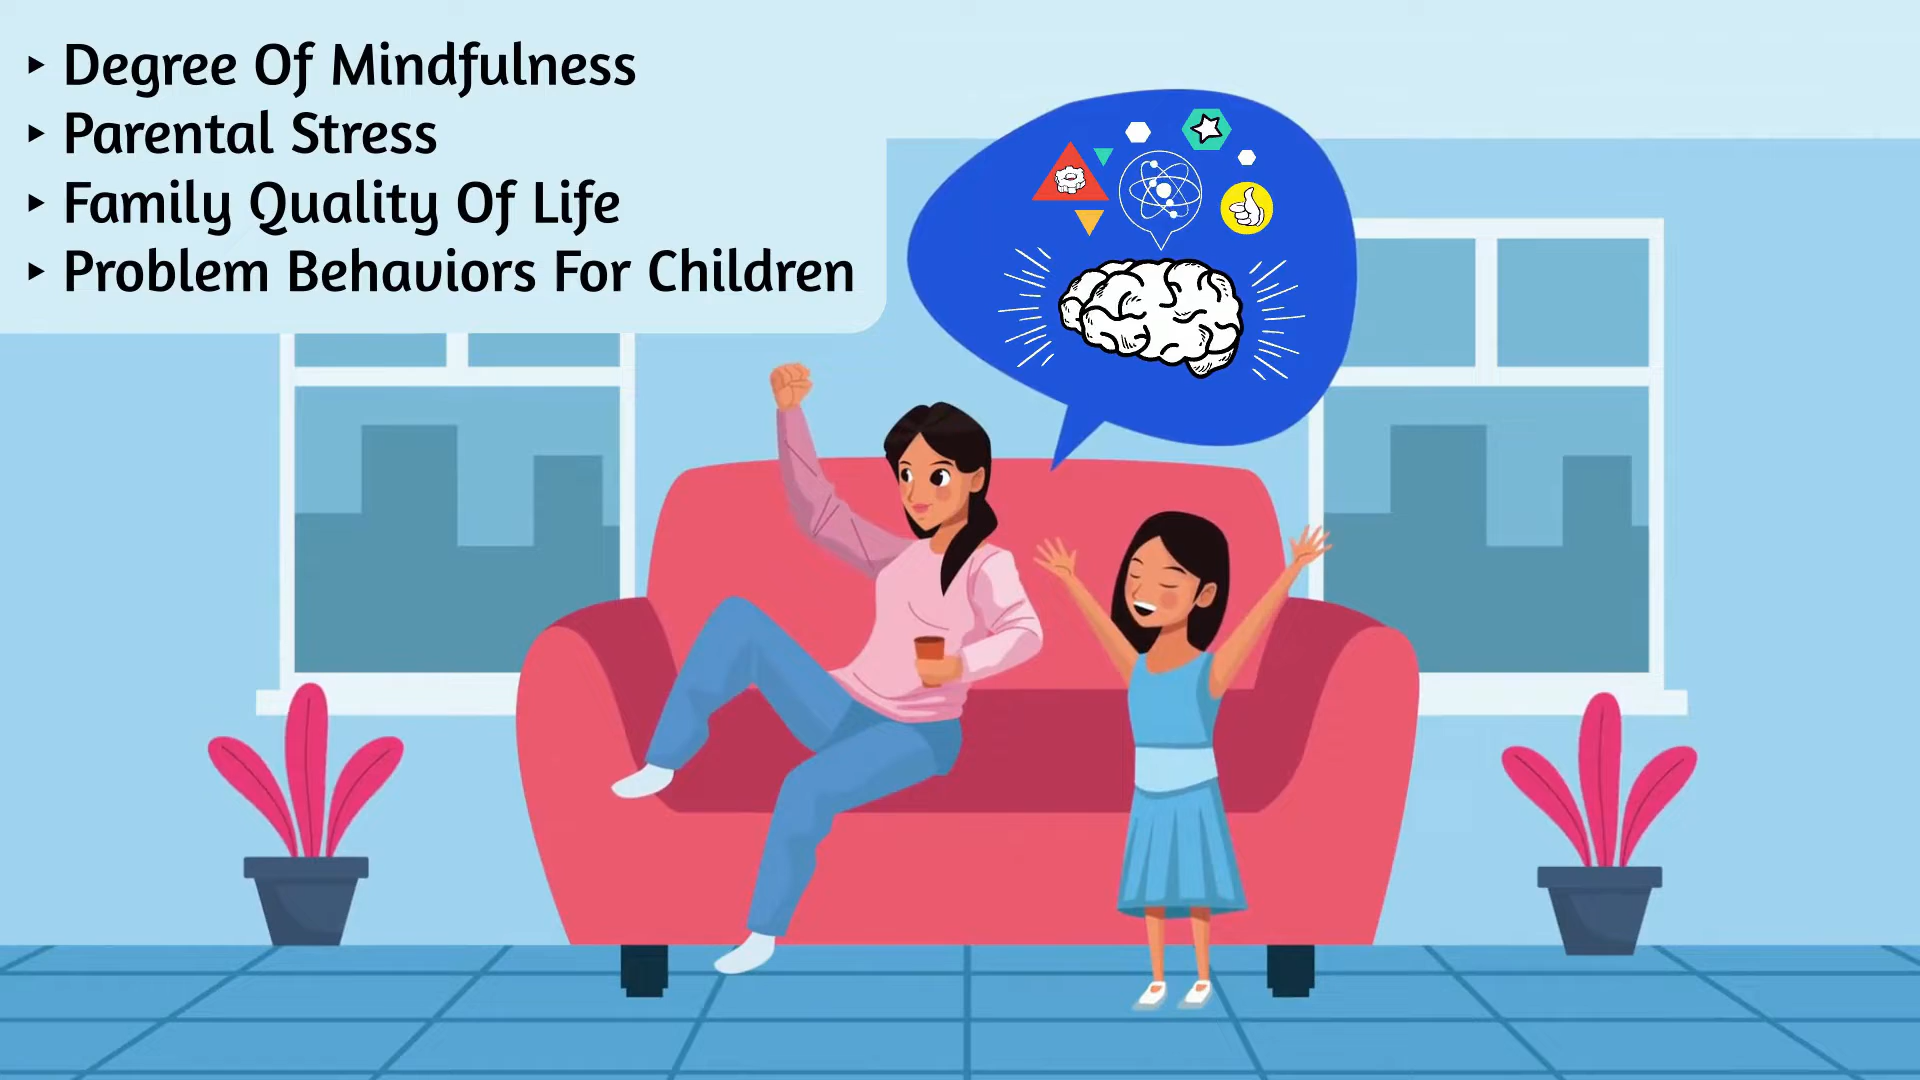 ‣ Degree Of Mindfulness
‣ Parental Stress
‣ Family Quality Of Life
‣ Problem Behaviors For Children